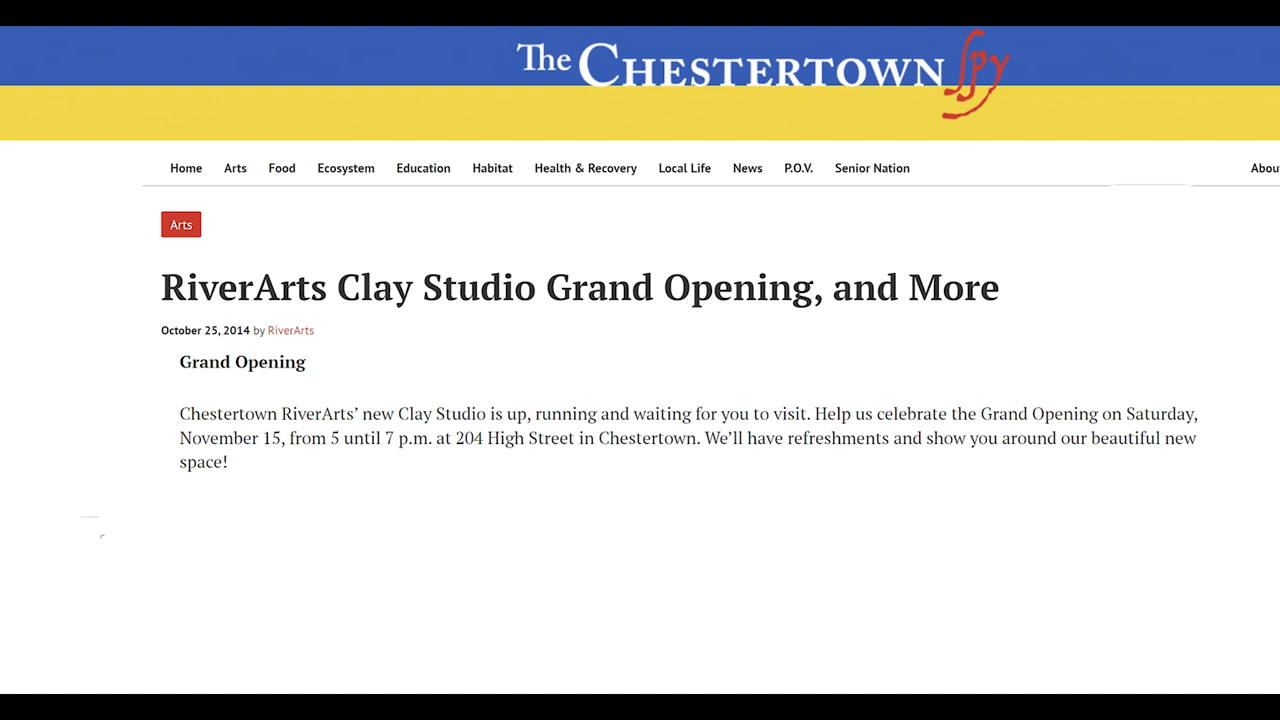 The CHESTERTOWN Spy
Home Arts Food Ecosystem Education Habitat Health & Recovery Local Life News P.O.V. Senior Nation Abou
Arts
RiverArts Clay Studio Grand Opening, and More
October 25, 2014 by RiverArts
Grand Opening
Chestertown RiverArts’ new Clay Studio is up, running and waiting for you to visit. Help us celebrate the Grand Opening on Saturday,
November 15, from 5 until 7 p.m. at 204 High Street in Chestertown. We’ll have refreshments and show you around our beautiful new
space!